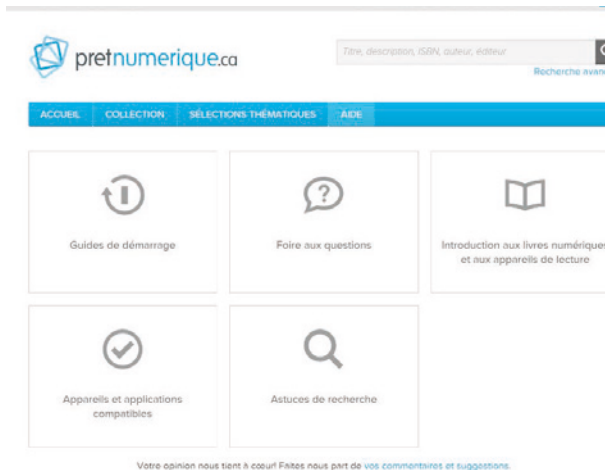 pretnumerique.ca
Titre, description, ISBN, auteur, éditeur
Recherche
ACCUEIL COLLECTION SÉLECTIONS THÉMATIQUES AIDE
Guides de démarrage
Foire aux questions
Introduction aux livres numériques
et aux appareils de lecture
Appareils et applications
compatibles
Astuces de recherche
Votre opinion nous tient à cœur! Faites nous part de vos commentaires et suggestions.